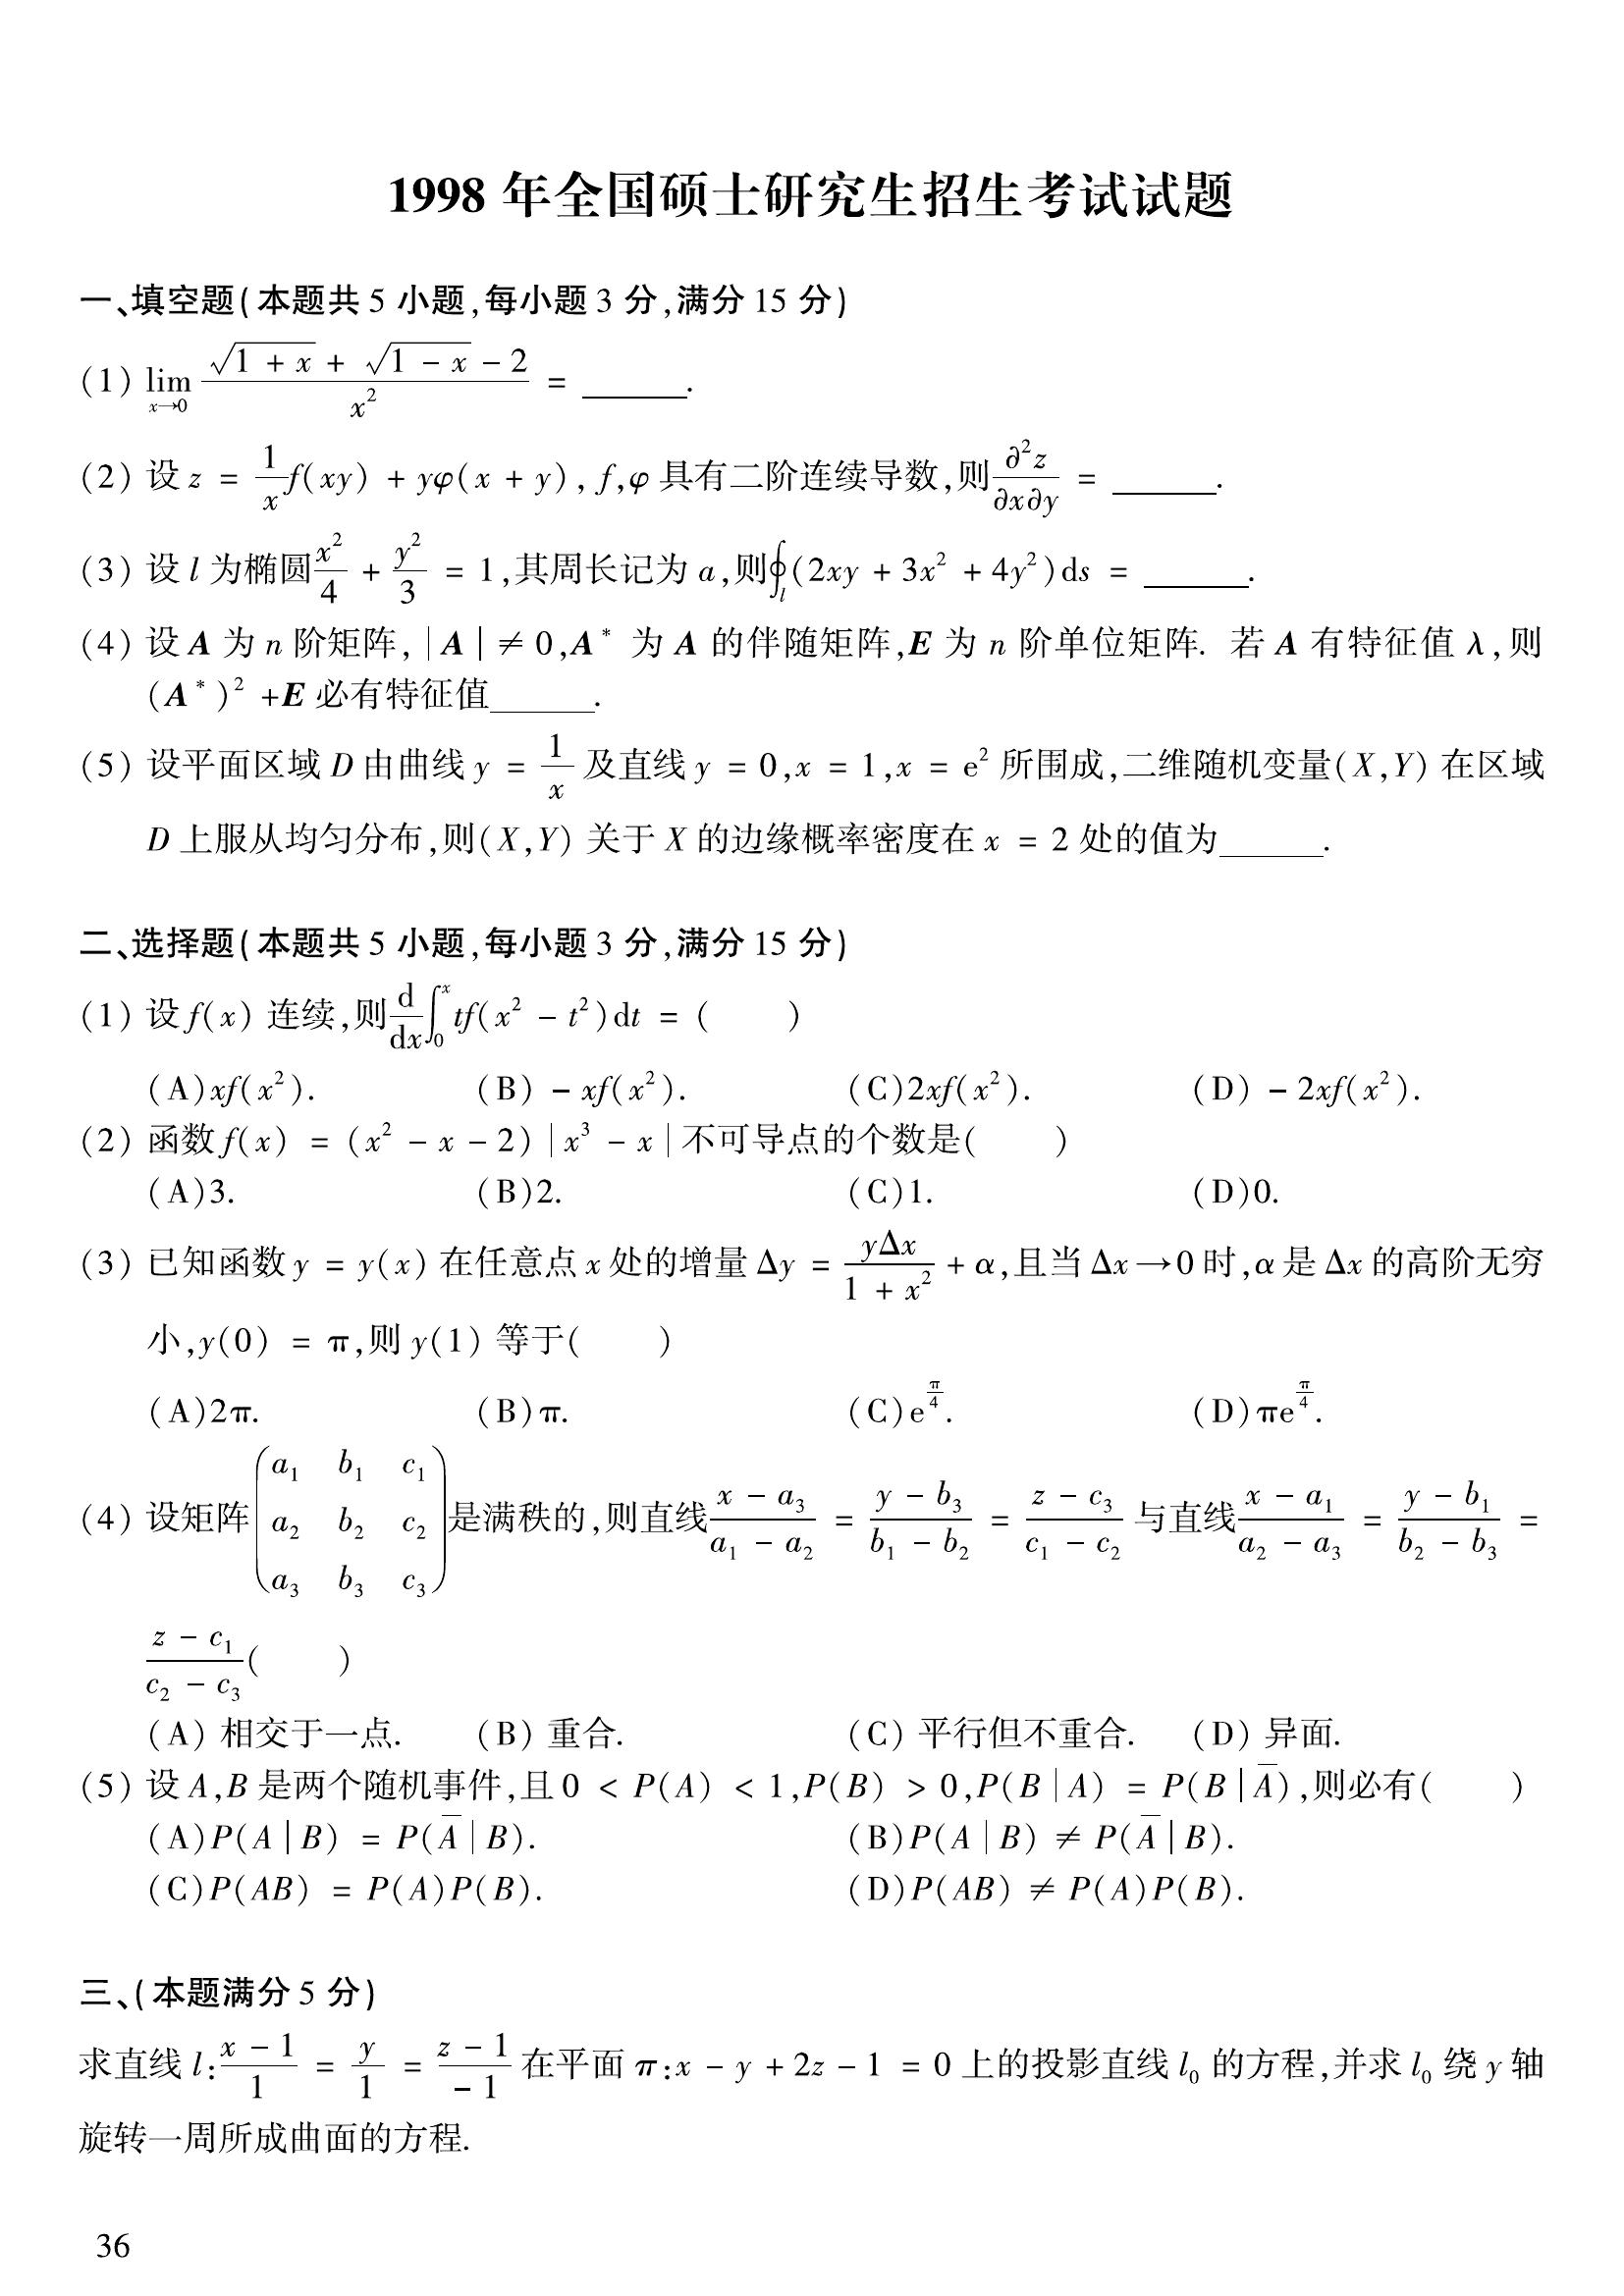 1998 年全国硕士研究生招生考试试题
一、填空题(本题共 5 小题,每小题 3 分,满分 15 分)
(1) $\lim\limits_{x\to 0}\frac{\sqrt{1+x}+\sqrt{1-x}-2}{x^2}$ = ______.
(2) 设 $z=\frac{1}{x}f(xy)+y\varphi(x+y)$, $f,\varphi$ 具有二阶连续导数,则 $\frac{\partial^2 z}{\partial x\partial y}$ = ______.
(3) 设 $l$ 为椭圆 $\frac{x^2}{4}+\frac{y^2}{3}=1$,其周长记为 $a$,则 $\oint_l(2xy+3x^2+4y^2)\mathrm{d}s$ = ______.
(4) 设 $A$ 为 $n$ 阶矩阵, $|A|\neq 0$,$A^*$ 为 $A$ 的伴随矩阵,$E$ 为 $n$ 阶单位矩阵. 若 $A$ 有特征值 $\lambda$,则
$(A^*)^2+E$ 必有特征值______.
(5) 设平面区域 $D$ 由曲线 $y=\frac{1}{x}$ 及直线 $y=0,x=1,x=\mathrm{e}^2$ 所围成,二维随机变量$(X,Y)$ 在区域
$D$ 上服从均匀分布,则$(X,Y)$ 关于 $X$ 的边缘概率密度在 $x=2$ 处的值为______.
二、选择题(本题共 5 小题,每小题 3 分,满分 15 分)
(1) 设 $f(x)$ 连续,则 $\frac{\mathrm{d}}{\mathrm{d}x}\int_0^x tf(x^2-t^2)\mathrm{d}t$ = (  )
(A)$xf(x^2)$. (B)$-xf(x^2)$. (C)$2xf(x^2)$. (D)$-2xf(x^2)$.
(2) 函数 $f(x)=(x^2-x-2)|x^3-x|$ 不可导点的个数是(  )
(A)3. (B)2. (C)1. (D)0.
(3) 已知函数 $y=y(x)$ 在任意点 $x$ 处的增量 $\Delta y=\frac{y\Delta x}{1+x^2}+\alpha$,且当 $\Delta x\to 0$ 时,$\alpha$ 是 $\Delta x$ 的高阶无穷
小,$y(0)=\pi$,则 $y(1)$ 等于(  )
(A)$2\pi$. (B)$\pi$. (C)$\mathrm{e}^{\frac{\pi}{4}}$. (D)$\pi\mathrm{e}^{\frac{\pi}{4}}$.
(4) 设矩阵 $\begin{pmatrix}a_1&b_1&c_1\\a_2&b_2&c_2\\a_3&b_3&c_3\end{pmatrix}$ 是满秩的,则直线 $\frac{x-a_3}{a_1-a_2}=\frac{y-b_3}{b_1-b_2}=\frac{z-c_3}{c_1-c_2}$ 与直线 $\frac{x-a_1}{a_2-a_3}=\frac{y-b_1}{b_2-b_3}=$
$\frac{z-c_1}{c_2-c_3}$(  )
(A) 相交于一点. (B) 重合. (C) 平行但不重合. (D) 异面.
(5) 设 $A,B$ 是两个随机事件,且 $0<P(A)<1,P(B)>0,P(B|A)=P(B|\overline{A})$,则必有(  )
(A)$P(A|B)=P(\overline{A}|B)$. (B)$P(A|B)\neq P(\overline{A}|B)$.
(C)$P(AB)=P(A)P(B)$. (D)$P(AB)\neq P(A)P(B)$.
三、(本题满分 5 分)
求直线 $l:\frac{x-1}{1}=\frac{y}{1}=\frac{z-1}{-1}$ 在平面 $\pi:x-y+2z-1=0$ 上的投影直线 $l_0$ 的方程,并求 $l_0$ 绕 $y$ 轴
旋转一周所成曲面的方程.
36